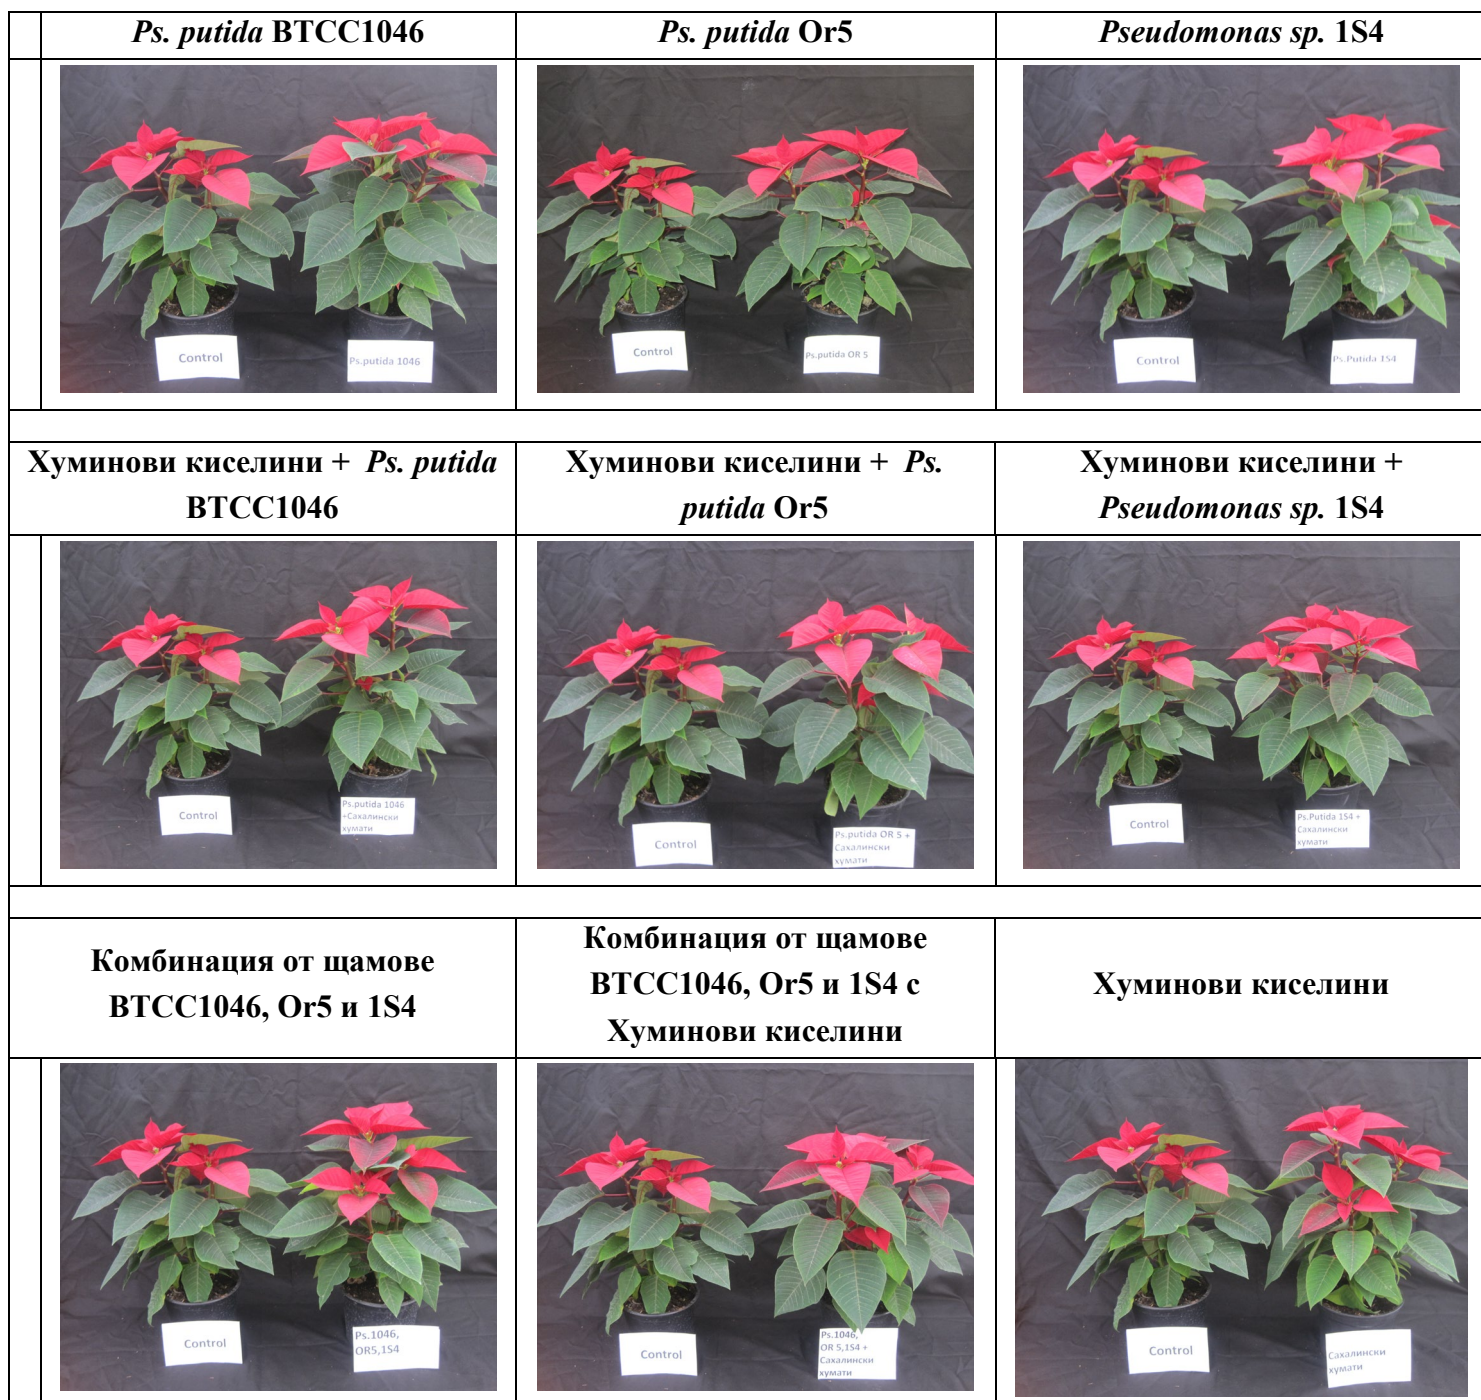 Ps. putida BTCC1046
Ps. putida Or5
Pseudomonas sp. 1S4
Control
Ps.putida 1046
Control
Ps.putida OR 5
Control
Ps.Putida 1S4
Хуминови киселини + Ps. putida
BTCC1046
Хуминови киселини + Ps.
putida Or5
Хуминови киселини +
Pseudomonas sp. 1S4
Control
Ps.putida 1046
+Сахалински
хумати
Control
Ps.putida OR 5 +
Сахалински
хумати
Control
Ps.Putida 1S4 +
Сахалински
хумати
Комбинация от щамове
BTCC1046, Or5 и 1S4
Комбинация от щамове
BTCC1046, Or5 и 1S4 с
Хуминови киселини
Хуминови киселини
Control
Ps.1046,
OR5,1S4
Control
Ps.1046,
OR 5,1S4 +
Сахалински
хумати
Control
Сахалински
хумати